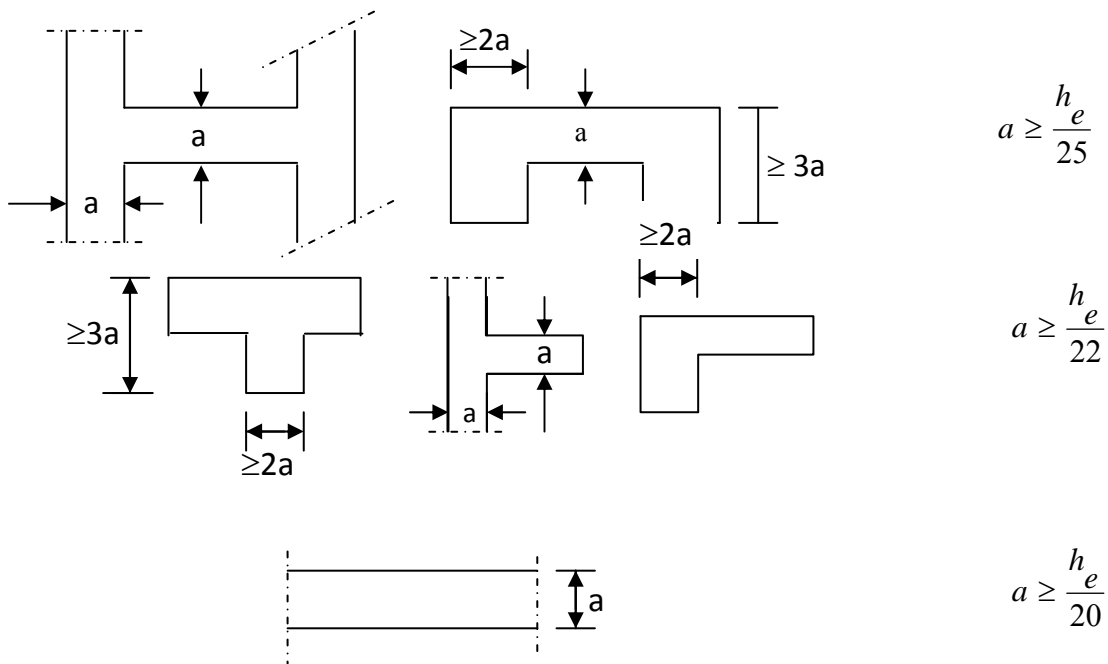 ≥2a
a
a
a ≥ h_e/25
≥ 3a
a
≥2a
≥3a
a
a ≥ h_e/22
a
≥2a
a
a ≥ h_e/20